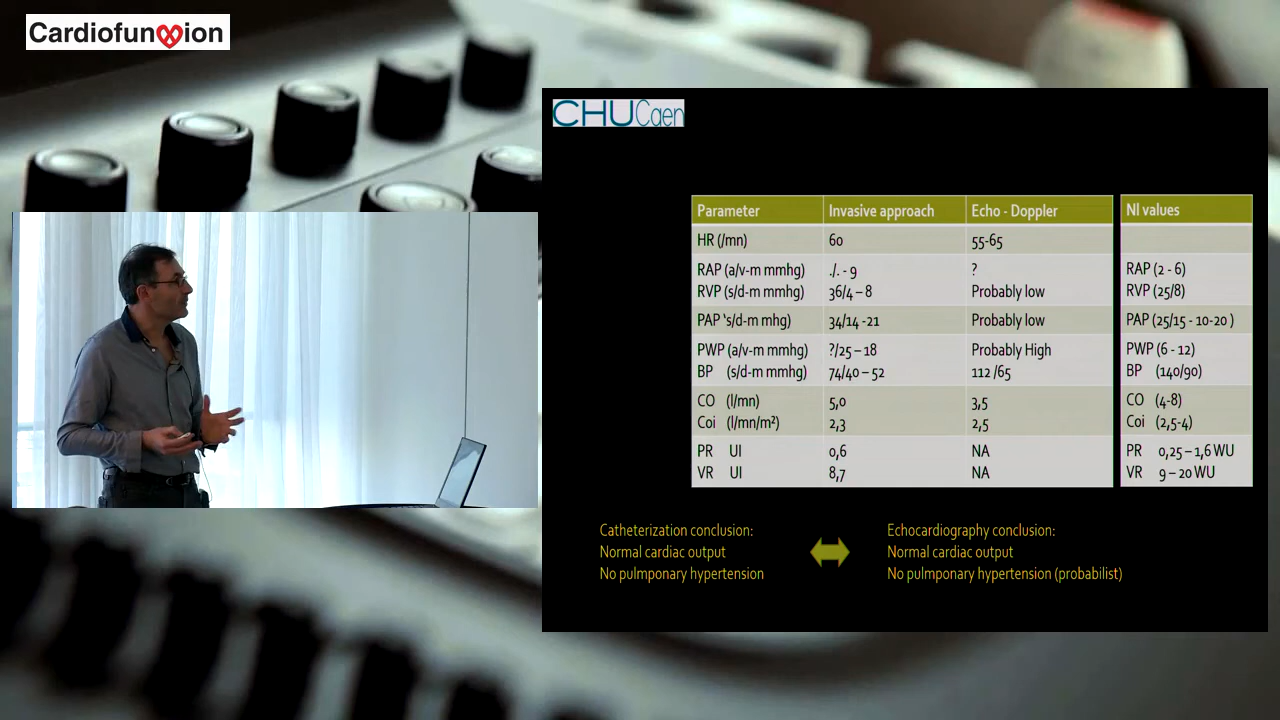 Cardiofunxion
CHUCaen
Parameter Invasive approach Echo - Doppler Nl values
HR (/mn) 60 55-65
RAP (a/v-m mmhg) ./. - 9 ? RAP (2 - 6)
RVP (s/d-m mmhg) 36/4 – 8 Probably low RVP (25/8)
PAP ‘s/d-m mhg) 34/14 -21 Probably low PAP (25/15 - 10-20 )
PWP (a/v-m mmhg) ?/25 – 18 Probably High PWP (6 - 12)
BP (s/d-m mmhg) 74/40 – 52 112 /65 BP (140/90)
CO (l/mn) 5,0 3,5 CO (4-8)
Coi (l/mn/m²) 2,3 2,5 Coi (2,5-4)
PR UI 0,6 NA PR 0,25 – 1,6 WU
VR UI 8,7 NA VR 9 – 20 WU
Catheterization conclusion:
Normal cardiac output
No pulmponary hypertension
Echocardiography conclusion:
Normal cardiac output
No pulmponary hypertension (probabilist)